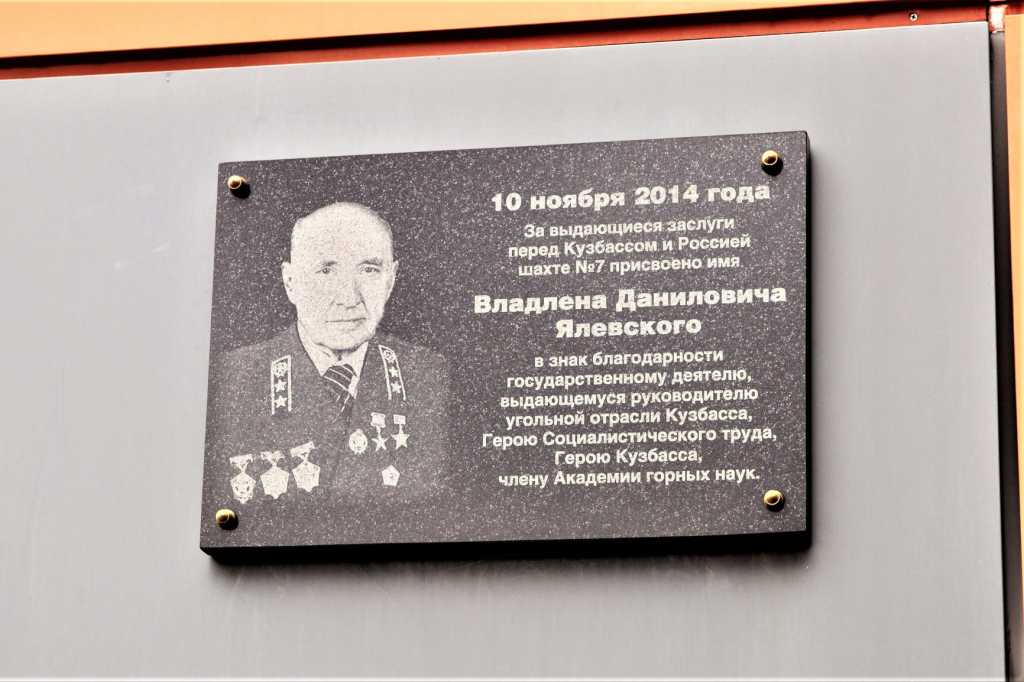 10 ноября 2014 года
За выдающиеся заслуги
перед Кузбассом и Россией
шахте №7 присвоено имя
Владлена Даниловича
Ялевского
в знак благодарности
государственному деятелю,
выдающемуся руководителю
угольной отрасли Кузбасса,
Герою Социалистического труда,
Герою Кузбасса,
члену Академии горных наук.